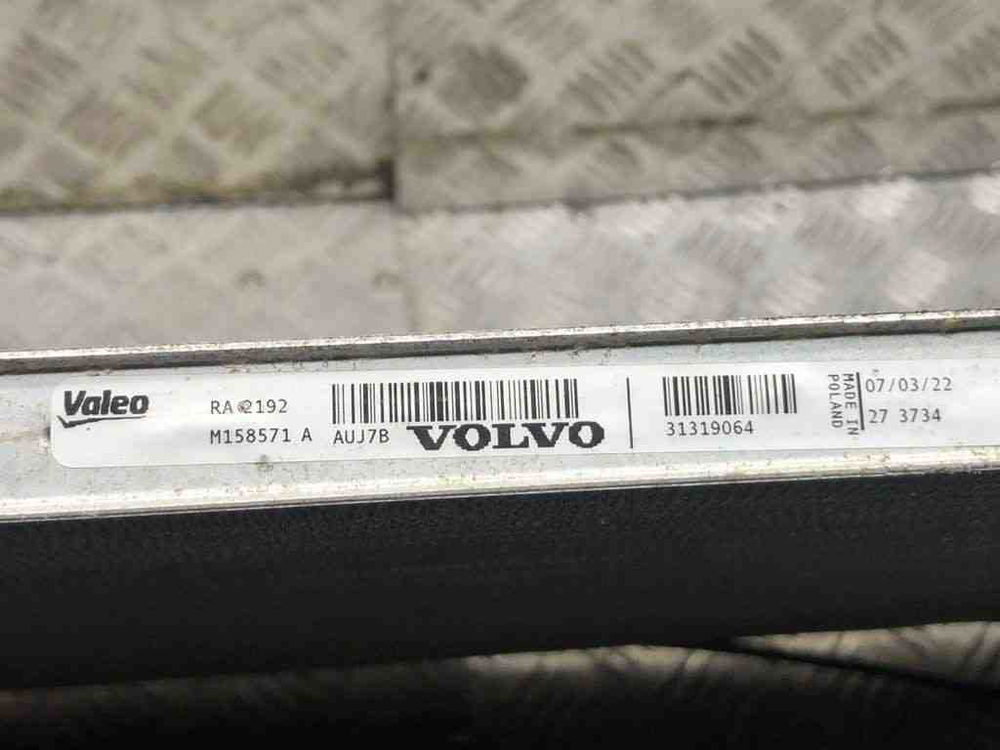 Valeo
RA 2192
M158571 A AUJ7B VOLVO
31319064
MADE IN
POLAND
07/03/22
27 3734